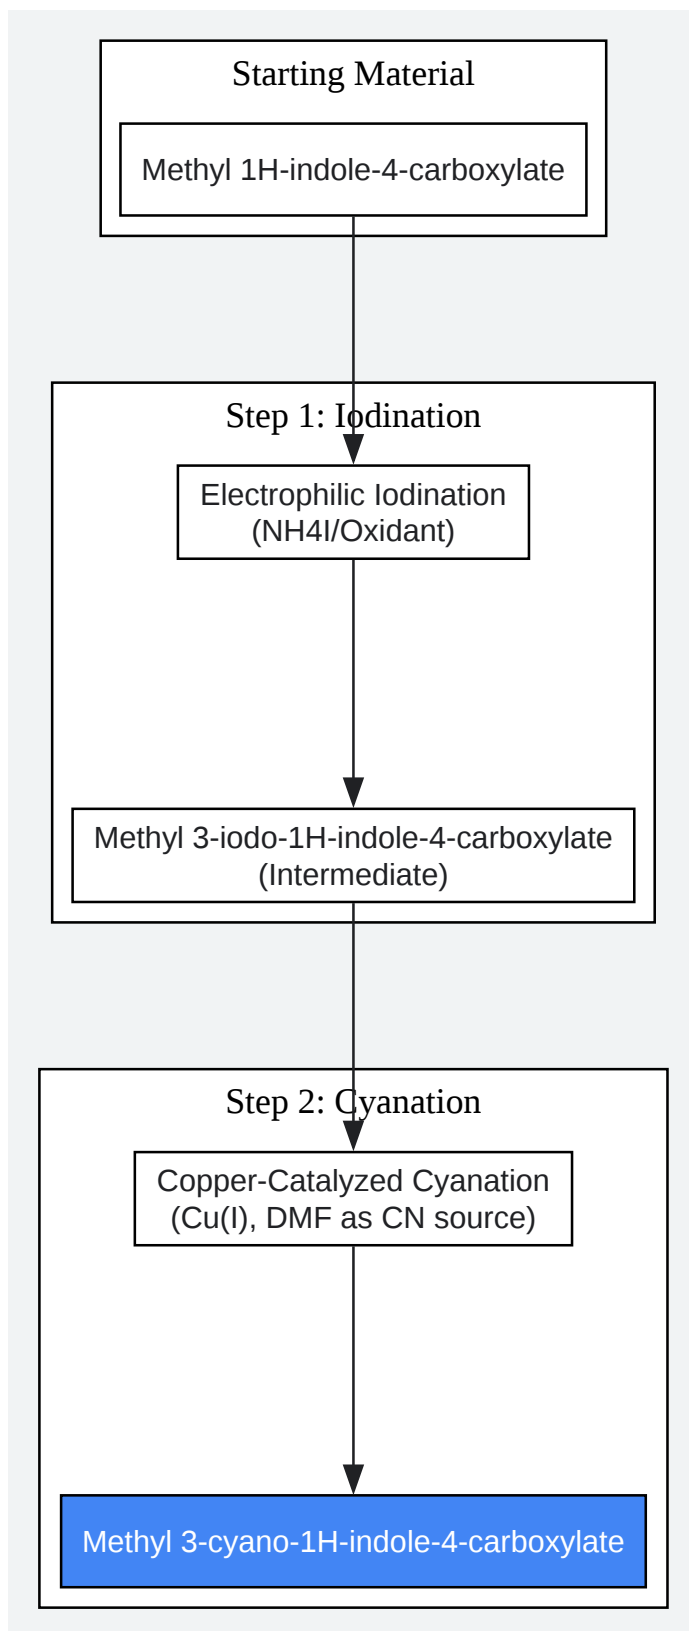 Starting Material
Methyl 1H-indole-4-carboxylate
Step 1: Iodination
Electrophilic Iodination
(NH4I/Oxidant)
Methyl 3-iodo-1H-indole-4-carboxylate
(Intermediate)
Step 2: Cyanation
Copper-Catalyzed Cyanation
(Cu(I), DMF as CN source)
Methyl 3-cyano-1H-indole-4-carboxylate